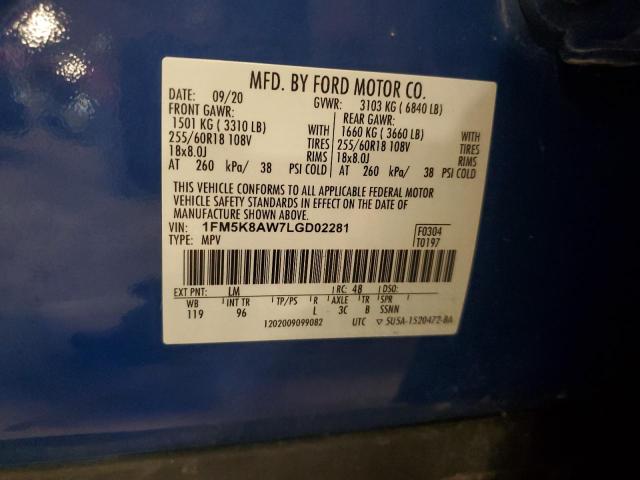 MFD. BY FORD MOTOR CO.
DATE: 09/20 GVWR: 3103 KG ( 6840 LB)
FRONT GAWR: REAR GAWR:
1501 KG ( 3310 LB) WITH 1660 KG ( 3660 LB) WITH
255/60R18 108V TIRES 255/60R18 108V TIRES
18x8.0J RIMS 18x8.0J RIMS
AT 260 kPa/ 38 PSI COLD AT 260 kPa/ 38 PSI COLD
THIS VEHICLE CONFORMS TO ALL APPLICABLE FEDERAL MOTOR
VEHICLE SAFETY STANDARDS IN EFFECT ON THE DATE OF
MANUFACTURE SHOWN ABOVE.
VIN: 1FM5K8AW7LGD02281 F0304
TYPE: MPV T0197
EXT PNT: LM RC: 48 DSO:
WB INT TR TP/PS R AXLE TR SPR
119 96 L 3C B SSNN
1202009099082 UTC ▽ 5U5A-1520472-BA